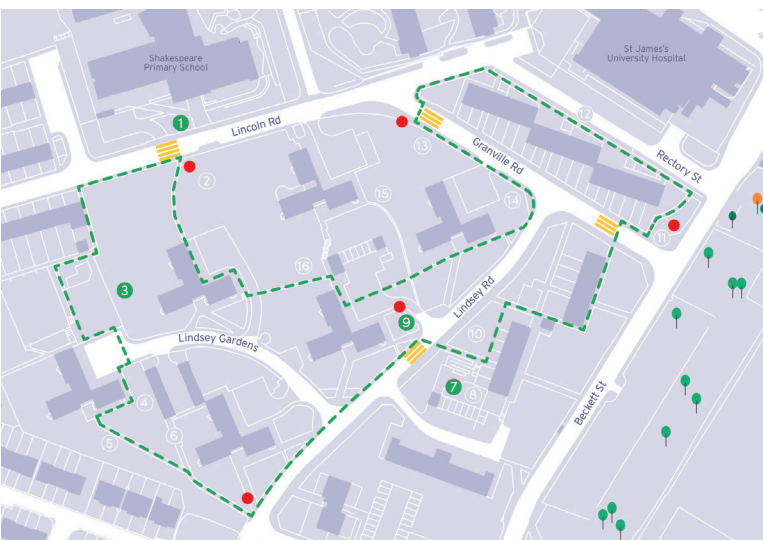 Shakespeare
Primary School
St James's
University Hospital
1
Lincoln Rd
12
13
Granville Rd
Rectory St
2
15
14
11
16
3
Lindsey Rd
9
10
Lindsey Gardens
7
8
Beckett St
4
5
6